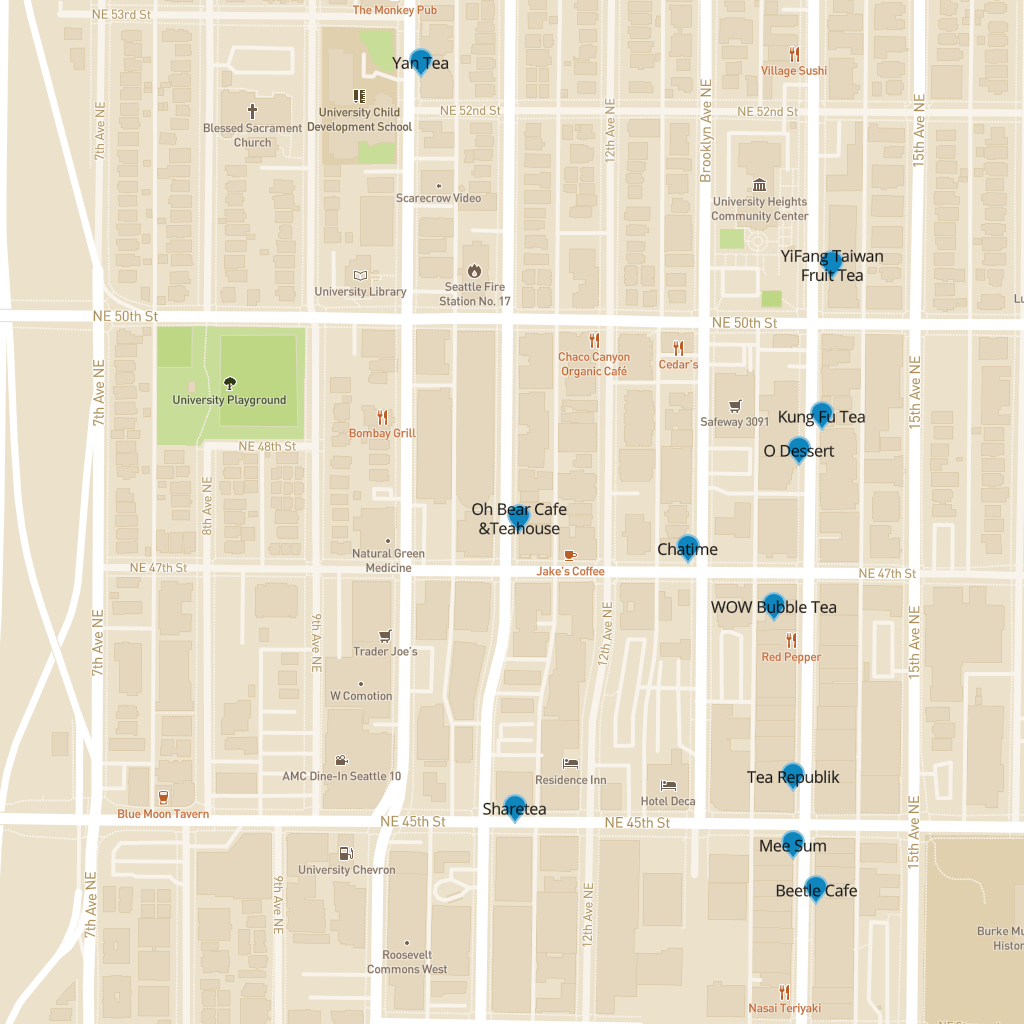 The Monkey Pub
NE 53rd St
Yan Tea
Village Sushi
University Child
Development School
NE 52nd St
NE 52nd St
Blessed Sacrament
Church
7th Ave NE
12th Ave NE
Brooklyn Ave NE
15th Ave NE
Scarecrow Video
University Heights
Community Center
YiFang Taiwan
Fruit Tea
University Library
Seattle Fire
Station No. 17
Lu
NE 50th St
NE 50th St
Chaco Canyon
Organic Café
Cedar's
7th Ave NE
15th Ave NE
University Playground
Safeway 3091
Kung Fu Tea
Bombay Grill
NE 48th St
O Dessert
8th Ave NE
Oh Bear Cafe
&Teahouse
Natural Green
Medicine
Chatime
NE 47th St
Jake's Coffee
NE 47th St
WOW Bubble Tea
7th Ave NE
9th Ave NE
12th Ave NE
15th Ave NE
Trader Joe's
Red Pepper
W Comotion
AMC Dine-In Seattle 10
Residence Inn
Tea Republik
Hotel Deca
Blue Moon Tavern
Sharetea
NE 45th St
NE 45th St
15th Ave NE
Mee Sum
University Chevron
Beetle Cafe
7th Ave NE
9th Ave NE
12th Ave NE
Burke Mu
Histor
Roosevelt
Commons West
Nasai Teriyaki